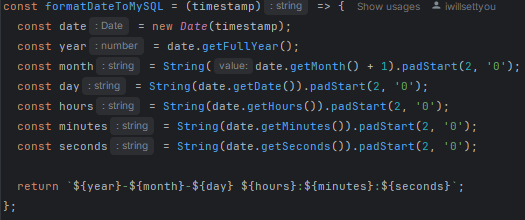 const formatDateToMySQL = (timestamp) : string => { Show usages iwillsettyou
const date : Date = new Date(timestamp);
const year : number = date.getFullYear();
const month : string = String( value: date.getMonth() + 1).padStart(2, '0');
const day : string = String(date.getDate()).padStart(2, '0');
const hours : string = String(date.getHours()).padStart(2, '0');
const minutes : string = String(date.getMinutes()).padStart(2, '0');
const seconds : string = String(date.getSeconds()).padStart(2, '0');
return `${year}-${month}-${day} ${hours}:${minutes}:${seconds}`;
};